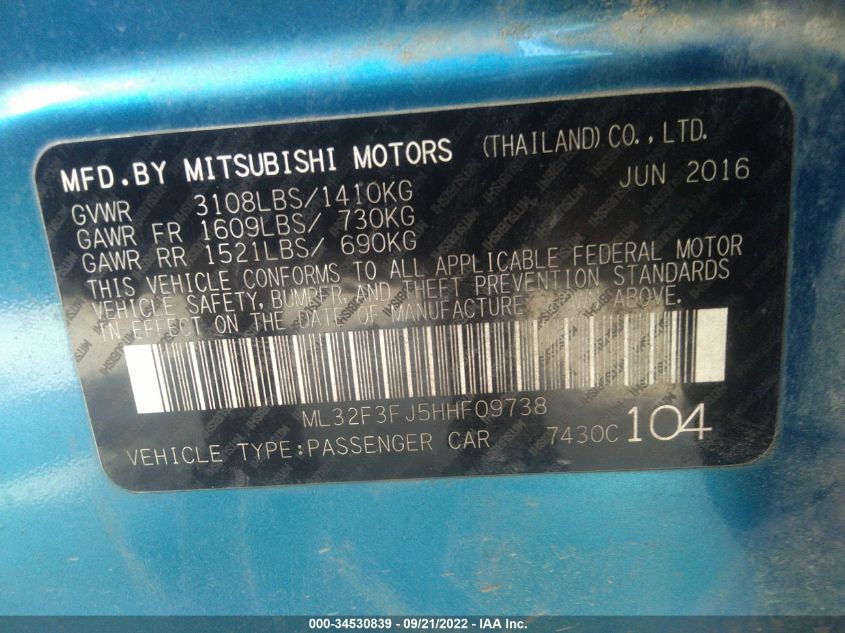 MFD.BY MITSUBISHI MOTORS (THAILAND) CO., LTD.
GVWR 3108LBS/1410KG JUN 2016
GAWR FR 1609LBS/ 730KG
GAWR RR 1521LBS/ 690KG
THIS VEHICLE CONFORMS TO ALL APPLICABLE FEDERAL MOTOR
VEHICLE SAFETY, BUMPER, AND THEFT PREVENTION STANDARDS
IN EFFECT ON THE DATE OF MANUFACTURE SHOWN ABOVE.
ML32F3FJ5HHF09738
VEHICLE TYPE:PASSENGER CAR 7430C 104
000-34530839 - 09/21/2022 - IAA Inc.